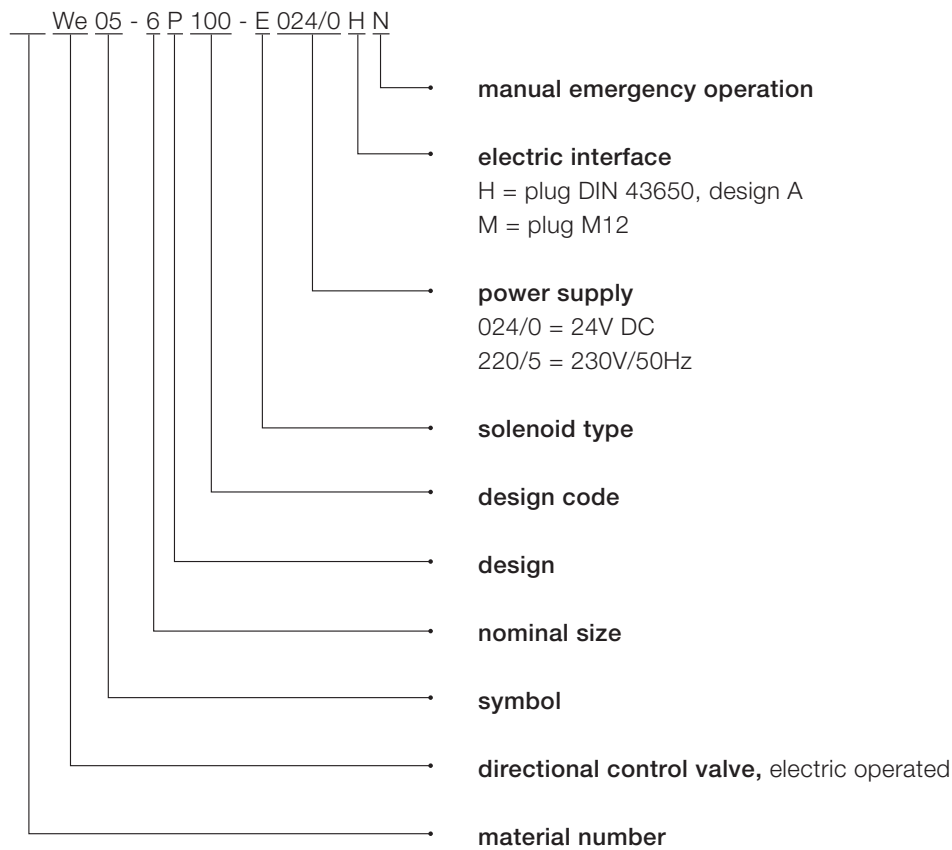 We 05 - 6 P 100 - E 024/0 H N
manual emergency operation
electric interface
H = plug DIN 43650, design A
M = plug M12
power supply
024/0 = 24V DC
220/5 = 230V/50Hz
solenoid type
design code
design
nominal size
symbol
directional control valve, electric operated
material number